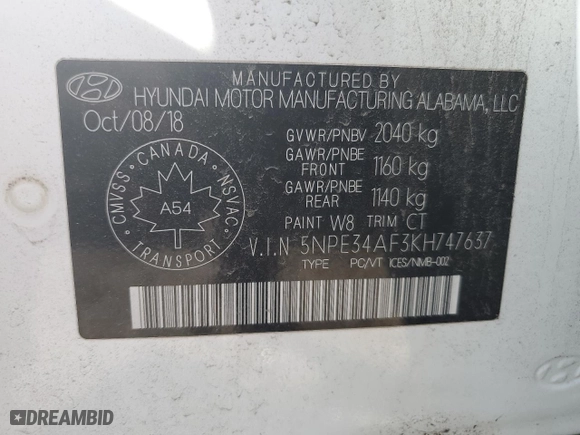 MANUFACTURED BY
HYUNDAI MOTOR MANUFACTURING ALABAMA, LLC
Oct/08/18
GVWR/PNBV 2040 kg
GAWR/PNBE FRONT 1160 kg
GAWR/PNBE REAR 1140 kg
PAINT W8 TRIM CT
CANADA
CMVSS
NSVAC
A54
TRANSPORT
V.I.N 5NPE34AF3KH747637
TYPE PC/VT ICES/NMB-002
DREAMBID